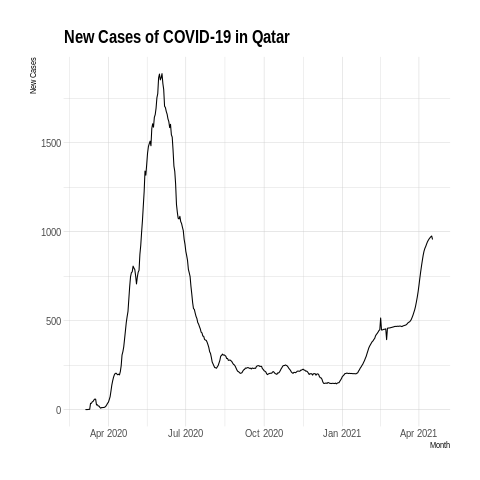 New Cases of COVID-19 in Qatar
New Cases
1500
1000
500
0
Apr 2020 Jul 2020 Oct 2020 Jan 2021 Apr 2021
Month